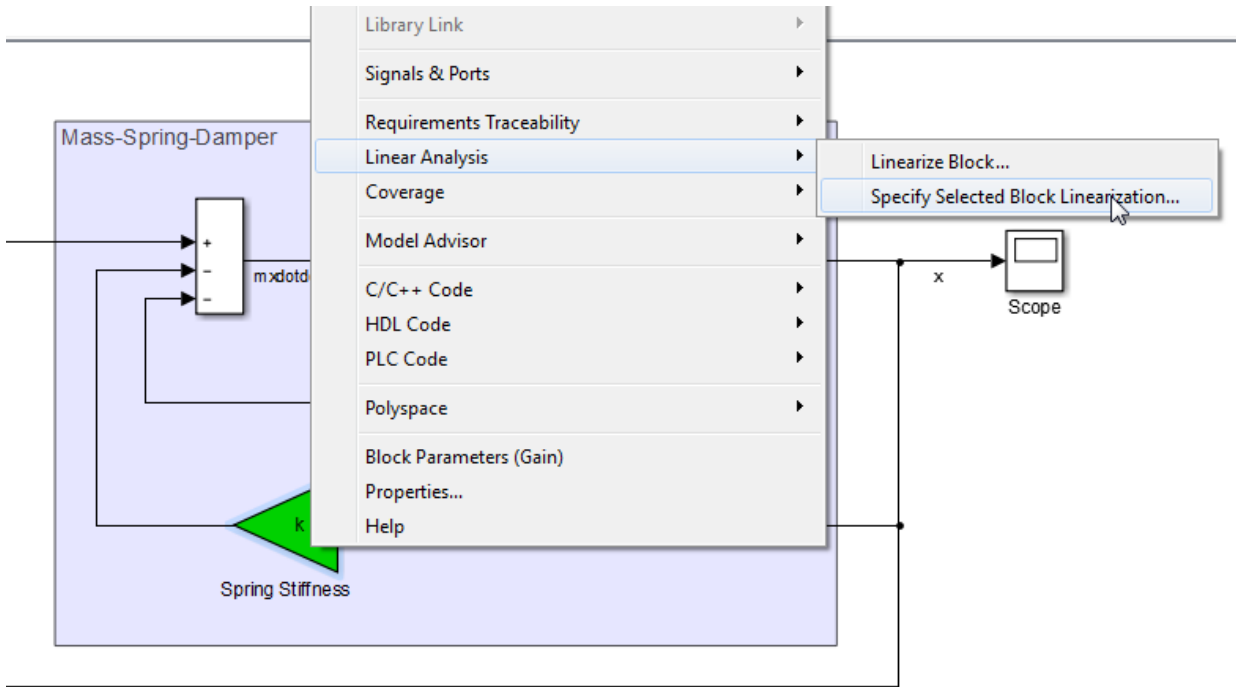 Library Link
Signals & Ports
Requirements Traceability
Linear Analysis
Coverage
Model Advisor
C/C++ Code
HDL Code
PLC Code
Polyspace
Block Parameters (Gain)
Properties...
Help
Linearize Block...
Specify Selected Block Linearization...
Mass-Spring-Damper
+
−
−
mxdotd
x
Scope
k
Spring Stiffness